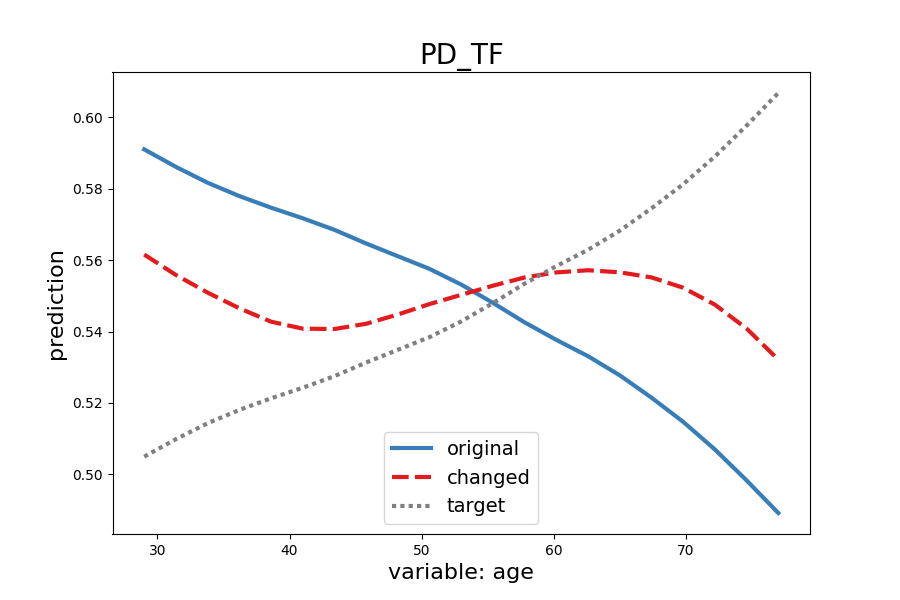 PD_TF
prediction
0.60
0.58
0.56
0.54
0.52
0.50
original
changed
target
30 40 50 60 70
variable: age